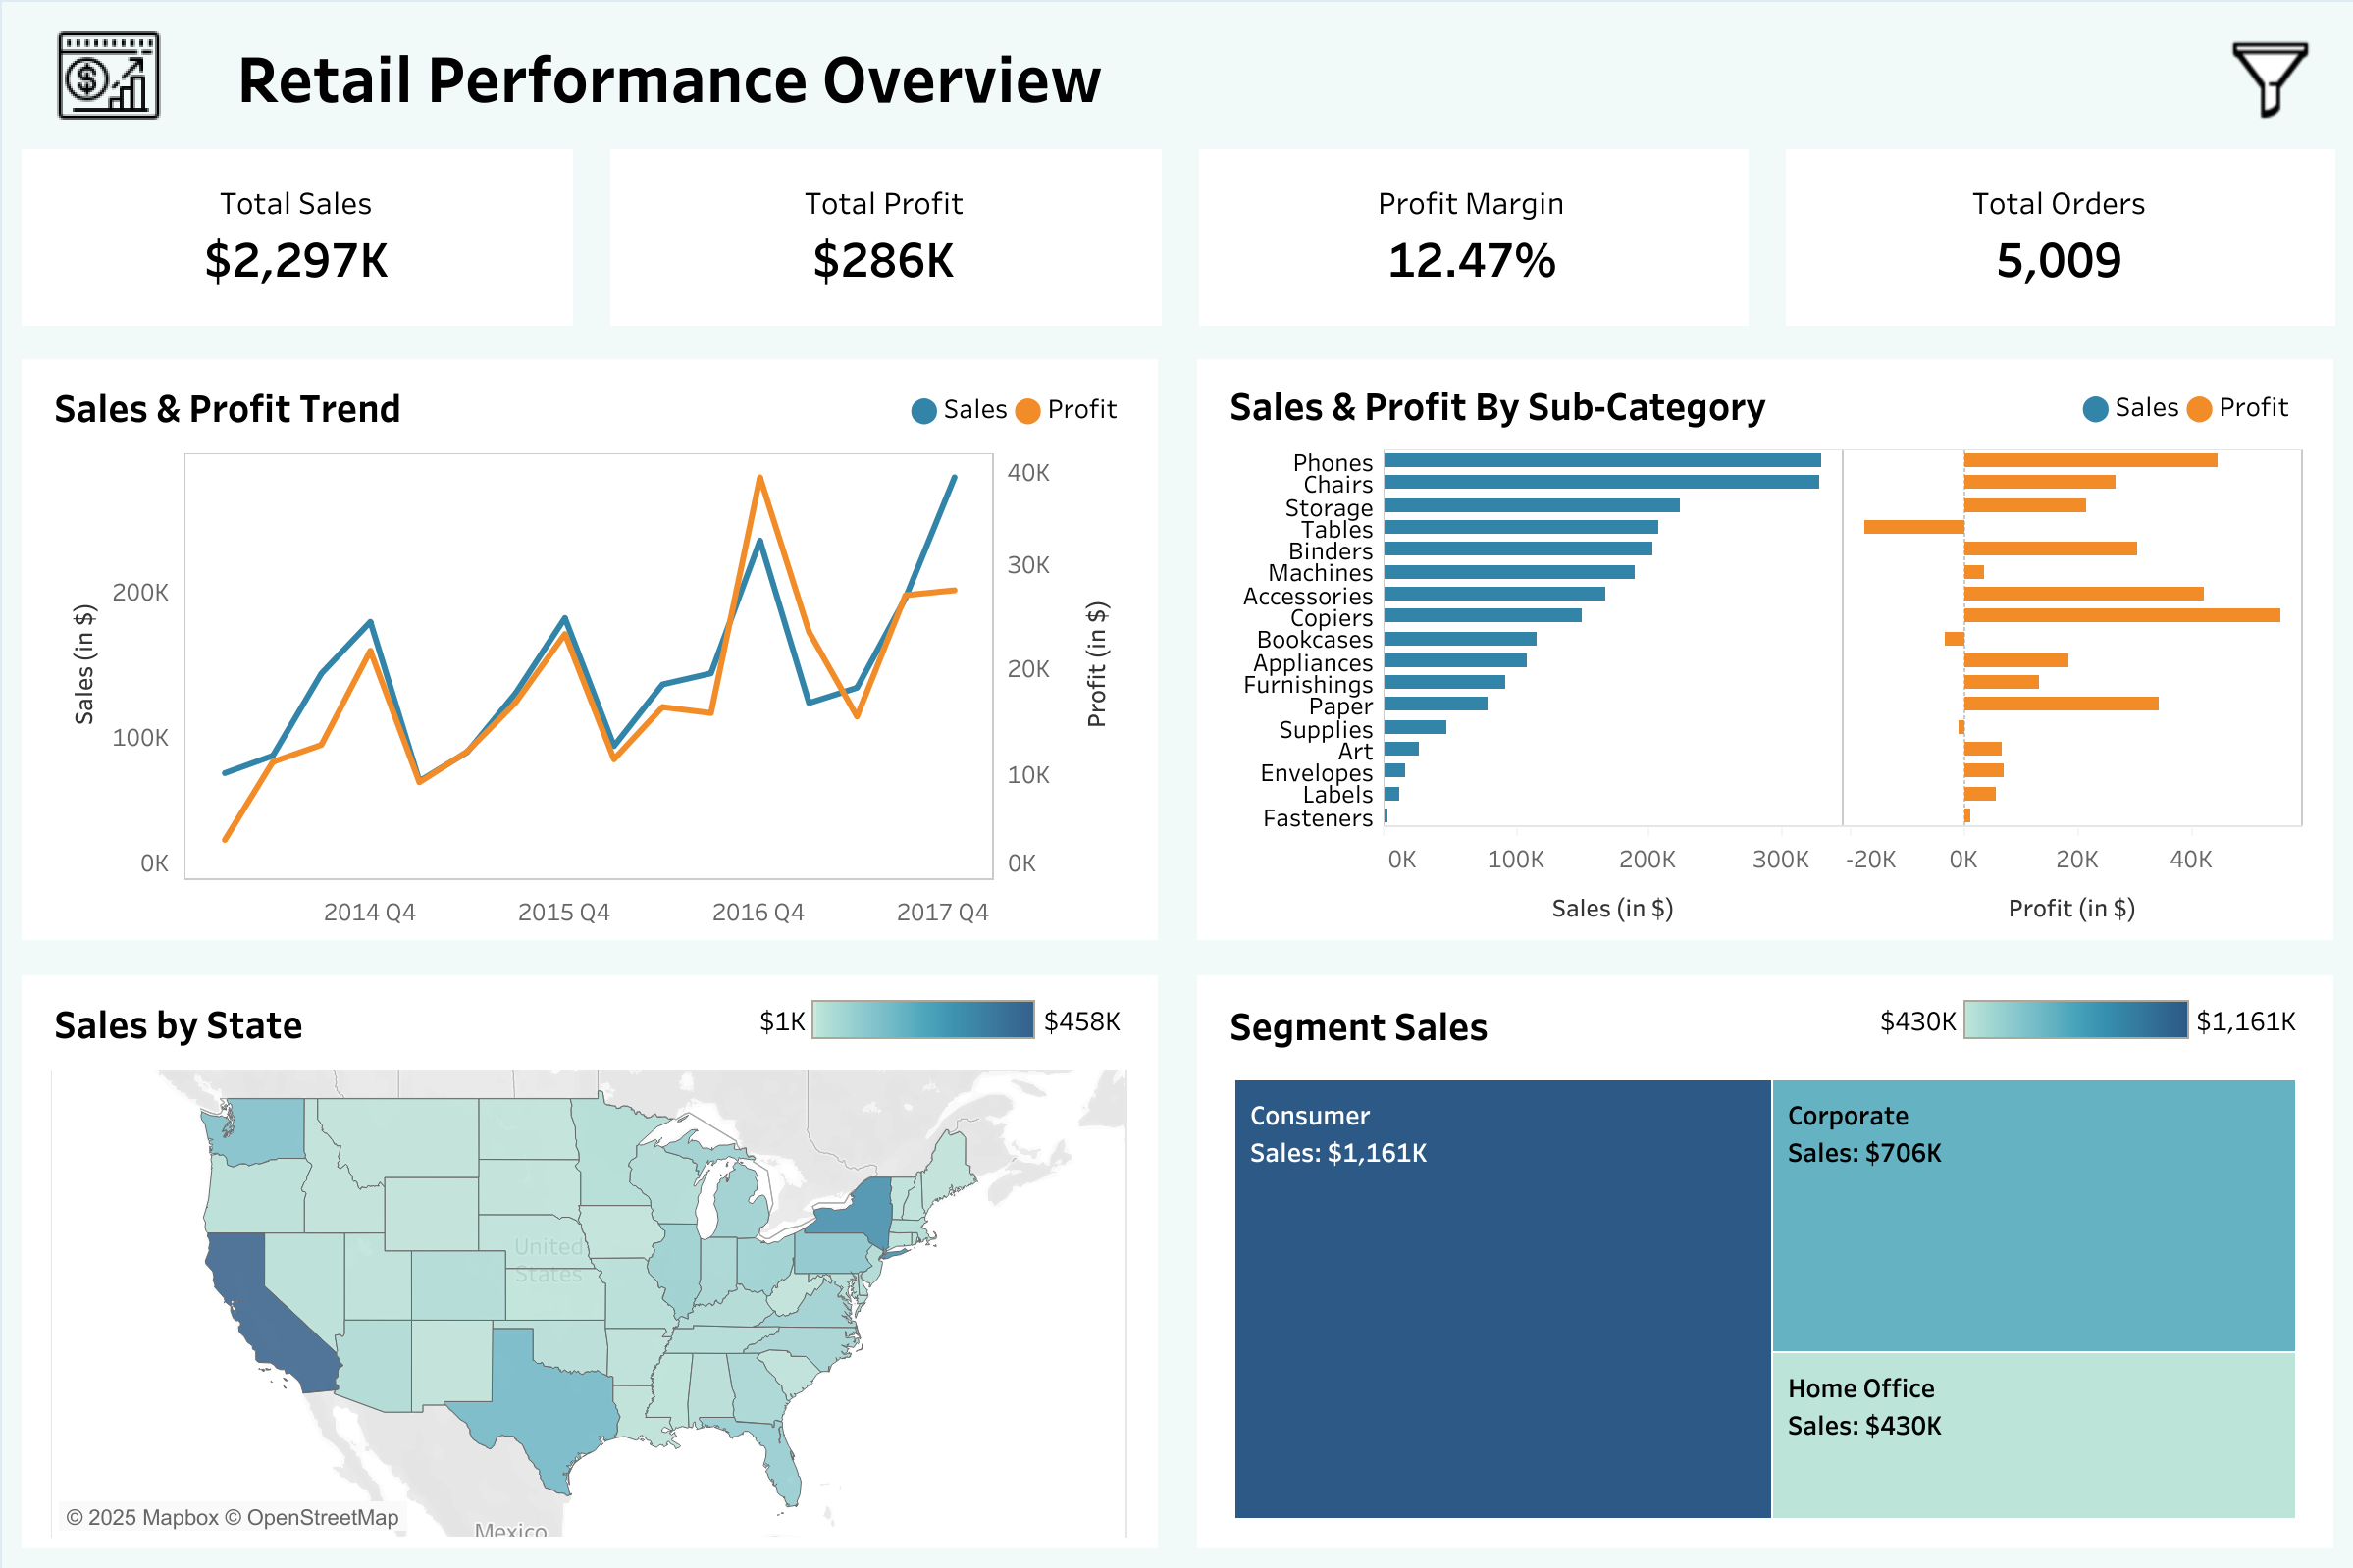 Retail Performance Overview
Total Sales
$2,297K
Total Profit
$286K
Profit Margin
12.47%
Total Orders
5,009
Sales & Profit Trend
Sales Profit
Sales (in $)
200K
100K
0K
40K
30K
20K
10K
0K
Profit (in $)
2014 Q4 2015 Q4 2016 Q4 2017 Q4
Sales & Profit By Sub-Category
Sales Profit
Phones
Chairs
Storage
Tables
Binders
Machines
Accessories
Copiers
Bookcases
Appliances
Furnishings
Paper
Supplies
Art
Envelopes
Labels
Fasteners
0K 100K 200K 300K -20K 0K 20K 40K
Sales (in $) Profit (in $)
Sales by State
$1K $458K
United
States
Mexico
© 2025 Mapbox © OpenStreetMap
Segment Sales
$430K $1,161K
Consumer
Sales: $1,161K
Corporate
Sales: $706K
Home Office
Sales: $430K